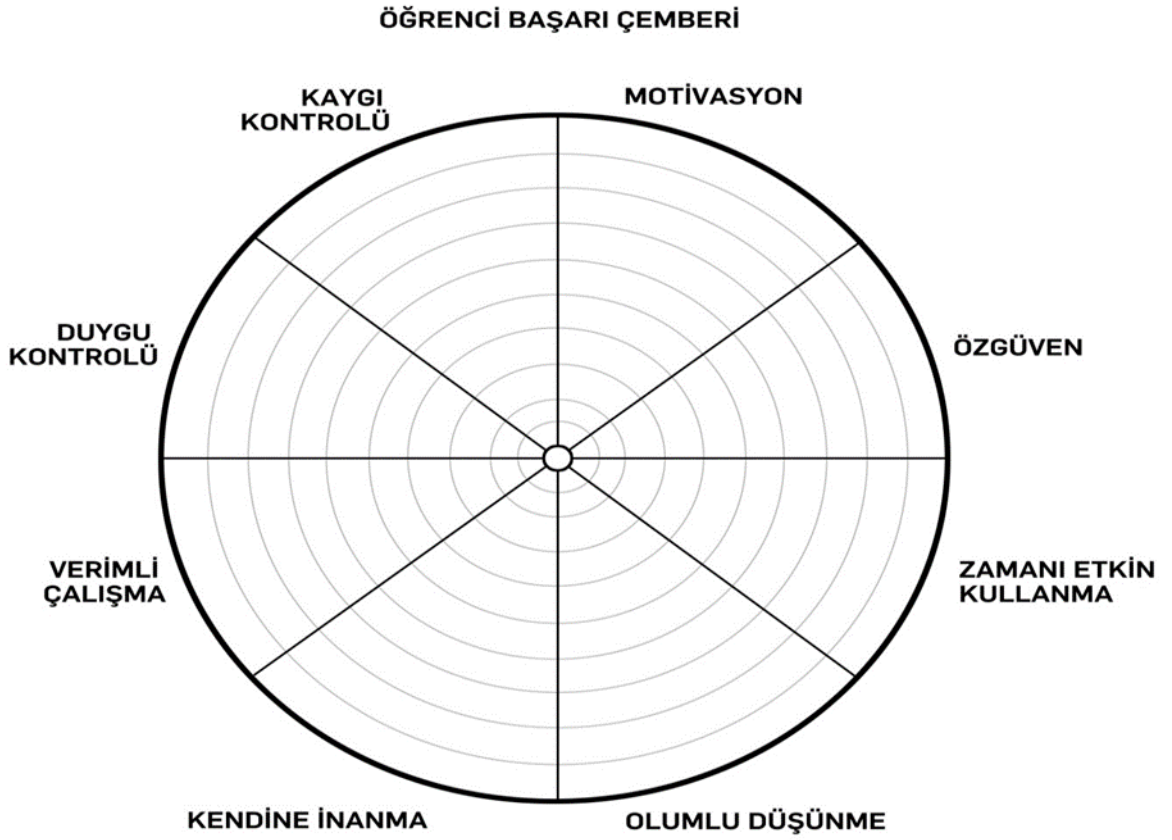 ÖĞRENCİ BAŞARI ÇEMBERİ
KAYGI
KONTROLÜ
MOTİVASYON
DUYGU
KONTROLÜ
ÖZGÜVEN
VERİMLİ
ÇALIŞMA
ZAMANI ETKİN
KULLANMA
KENDİNE İNANMA
OLUMLU DÜŞÜNME